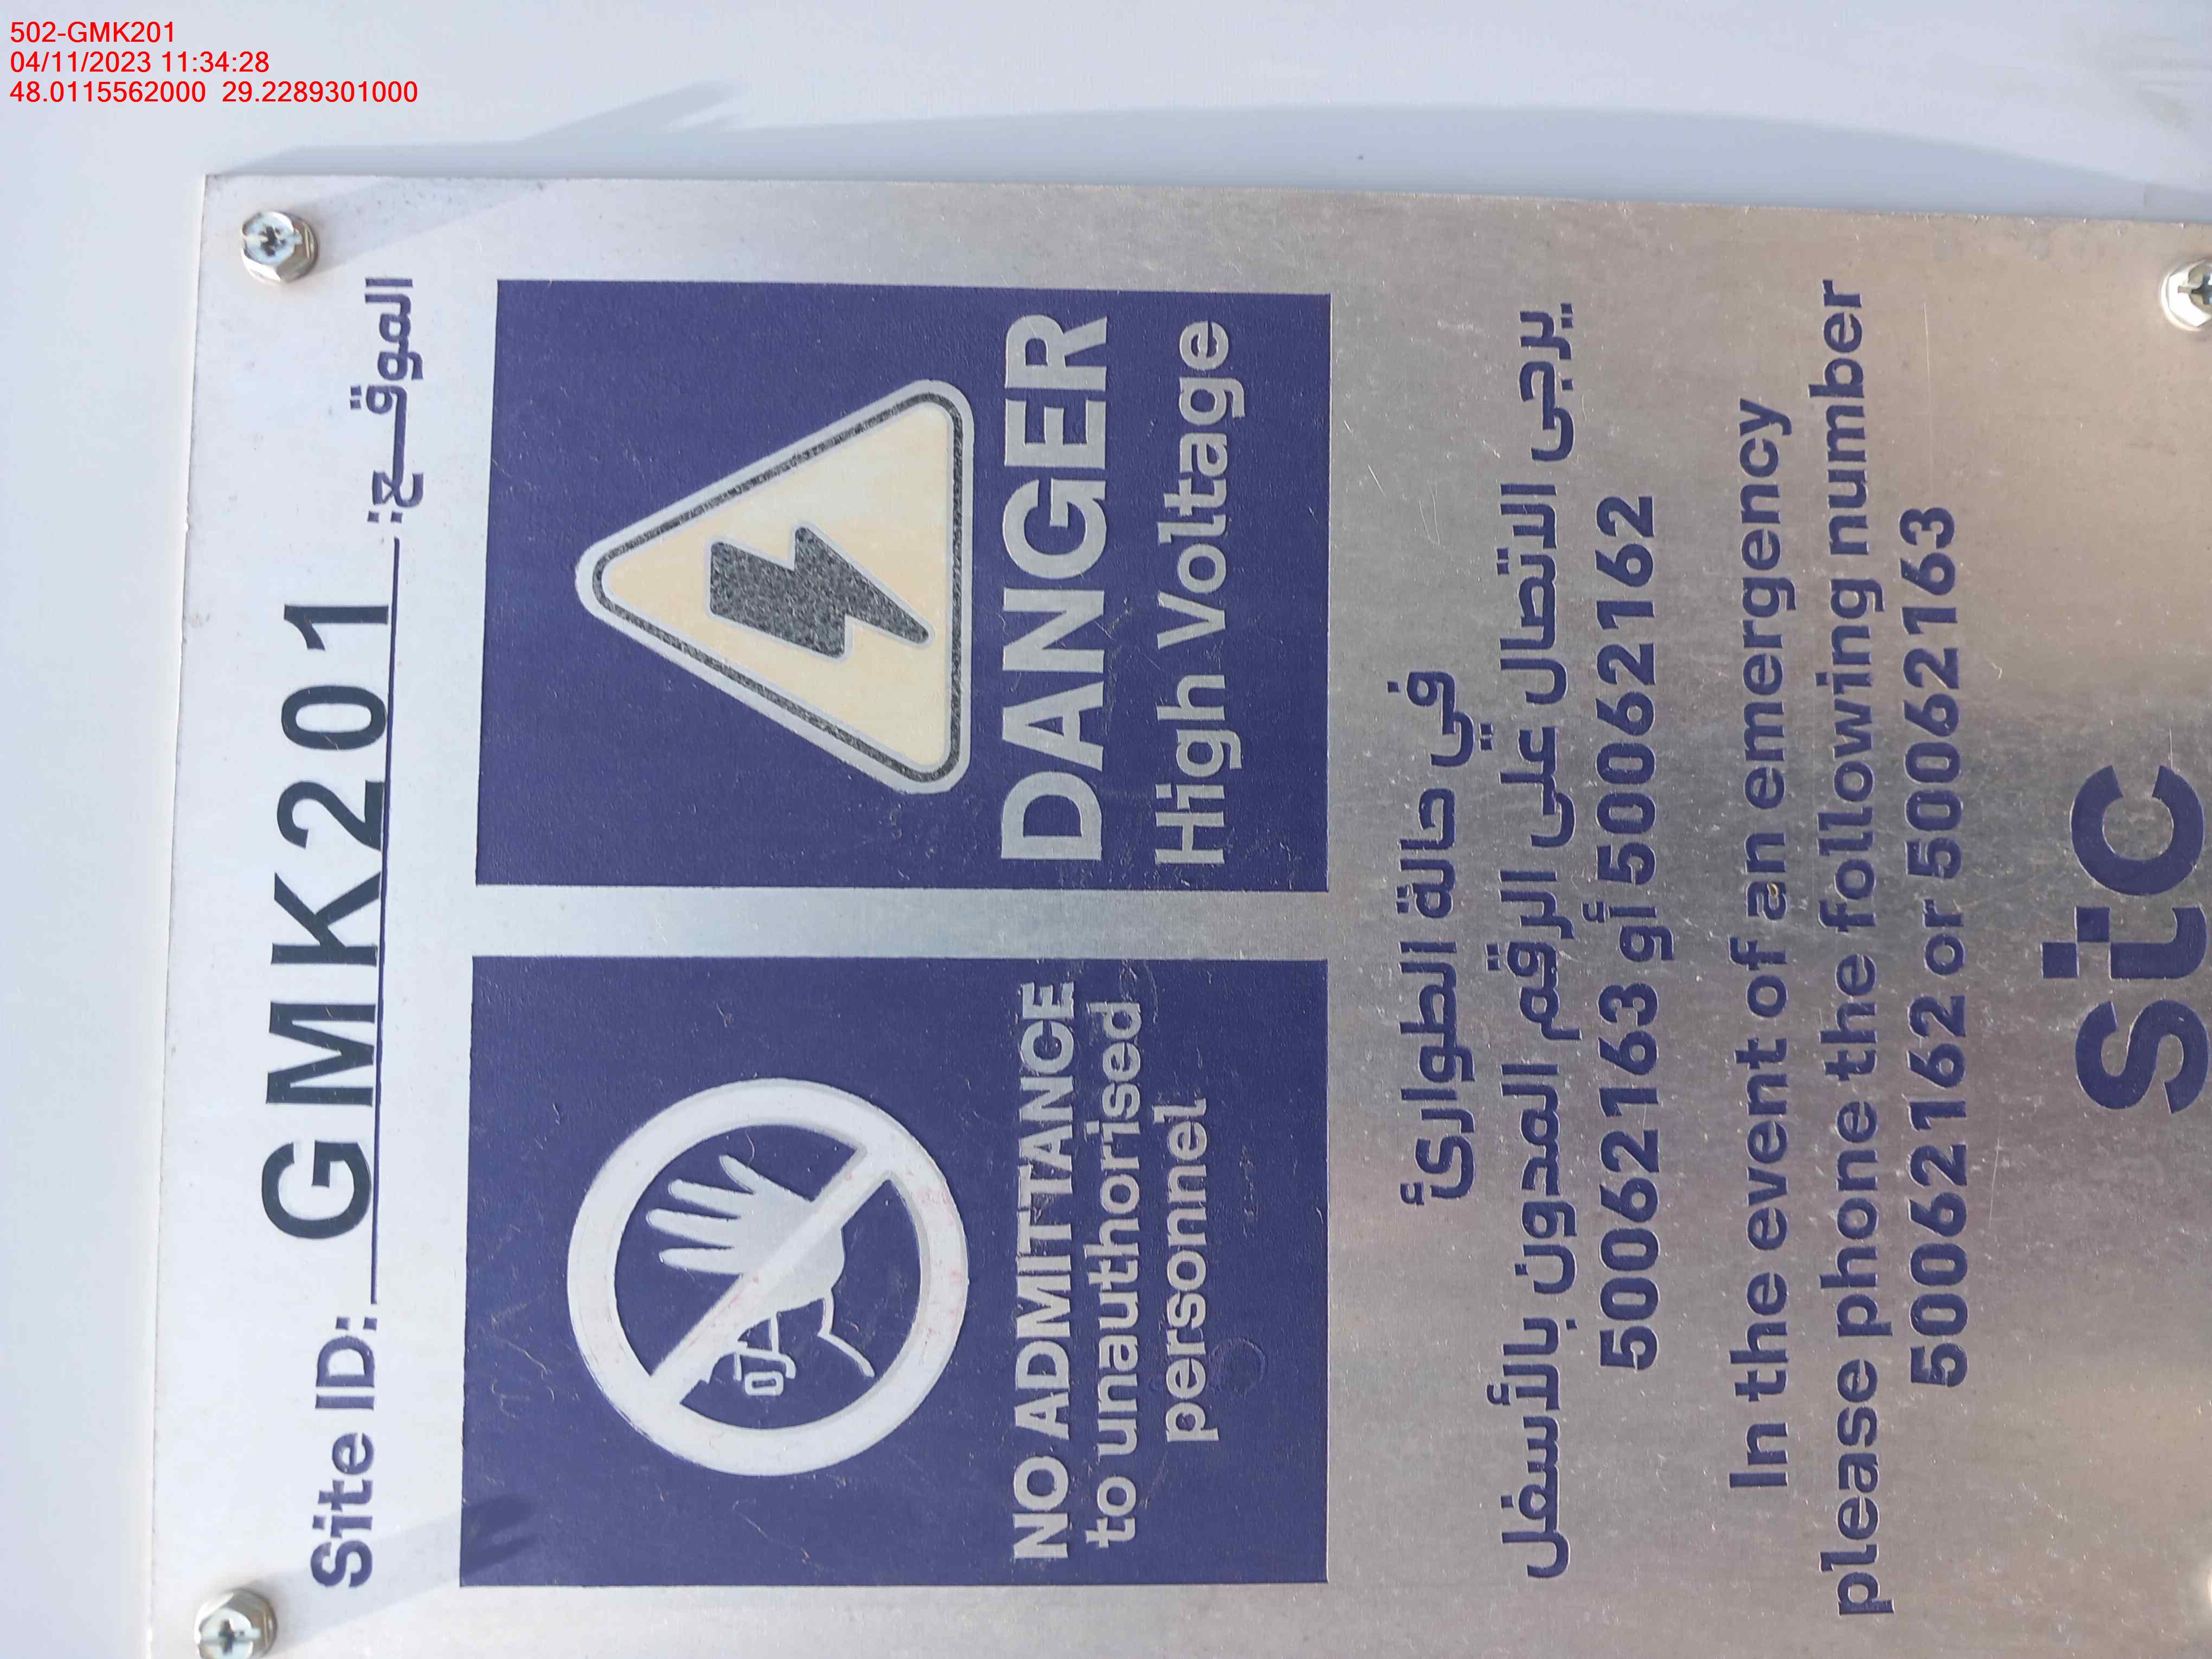 502-GMK201
04/11/2023 11:34:28
48.0115562000 29.2289301000
Site ID: GMK201 الموقع:
NO ADMITTANCE
to unauthorised
personnel
DANGER
High Voltage
في حالة الطوارئ
يرجى الاتصال على الرقم المدون بالأسفل
50062163 أو 50062162
In the event of an emergency
please phone the following number
50062162 or 50062163
stc